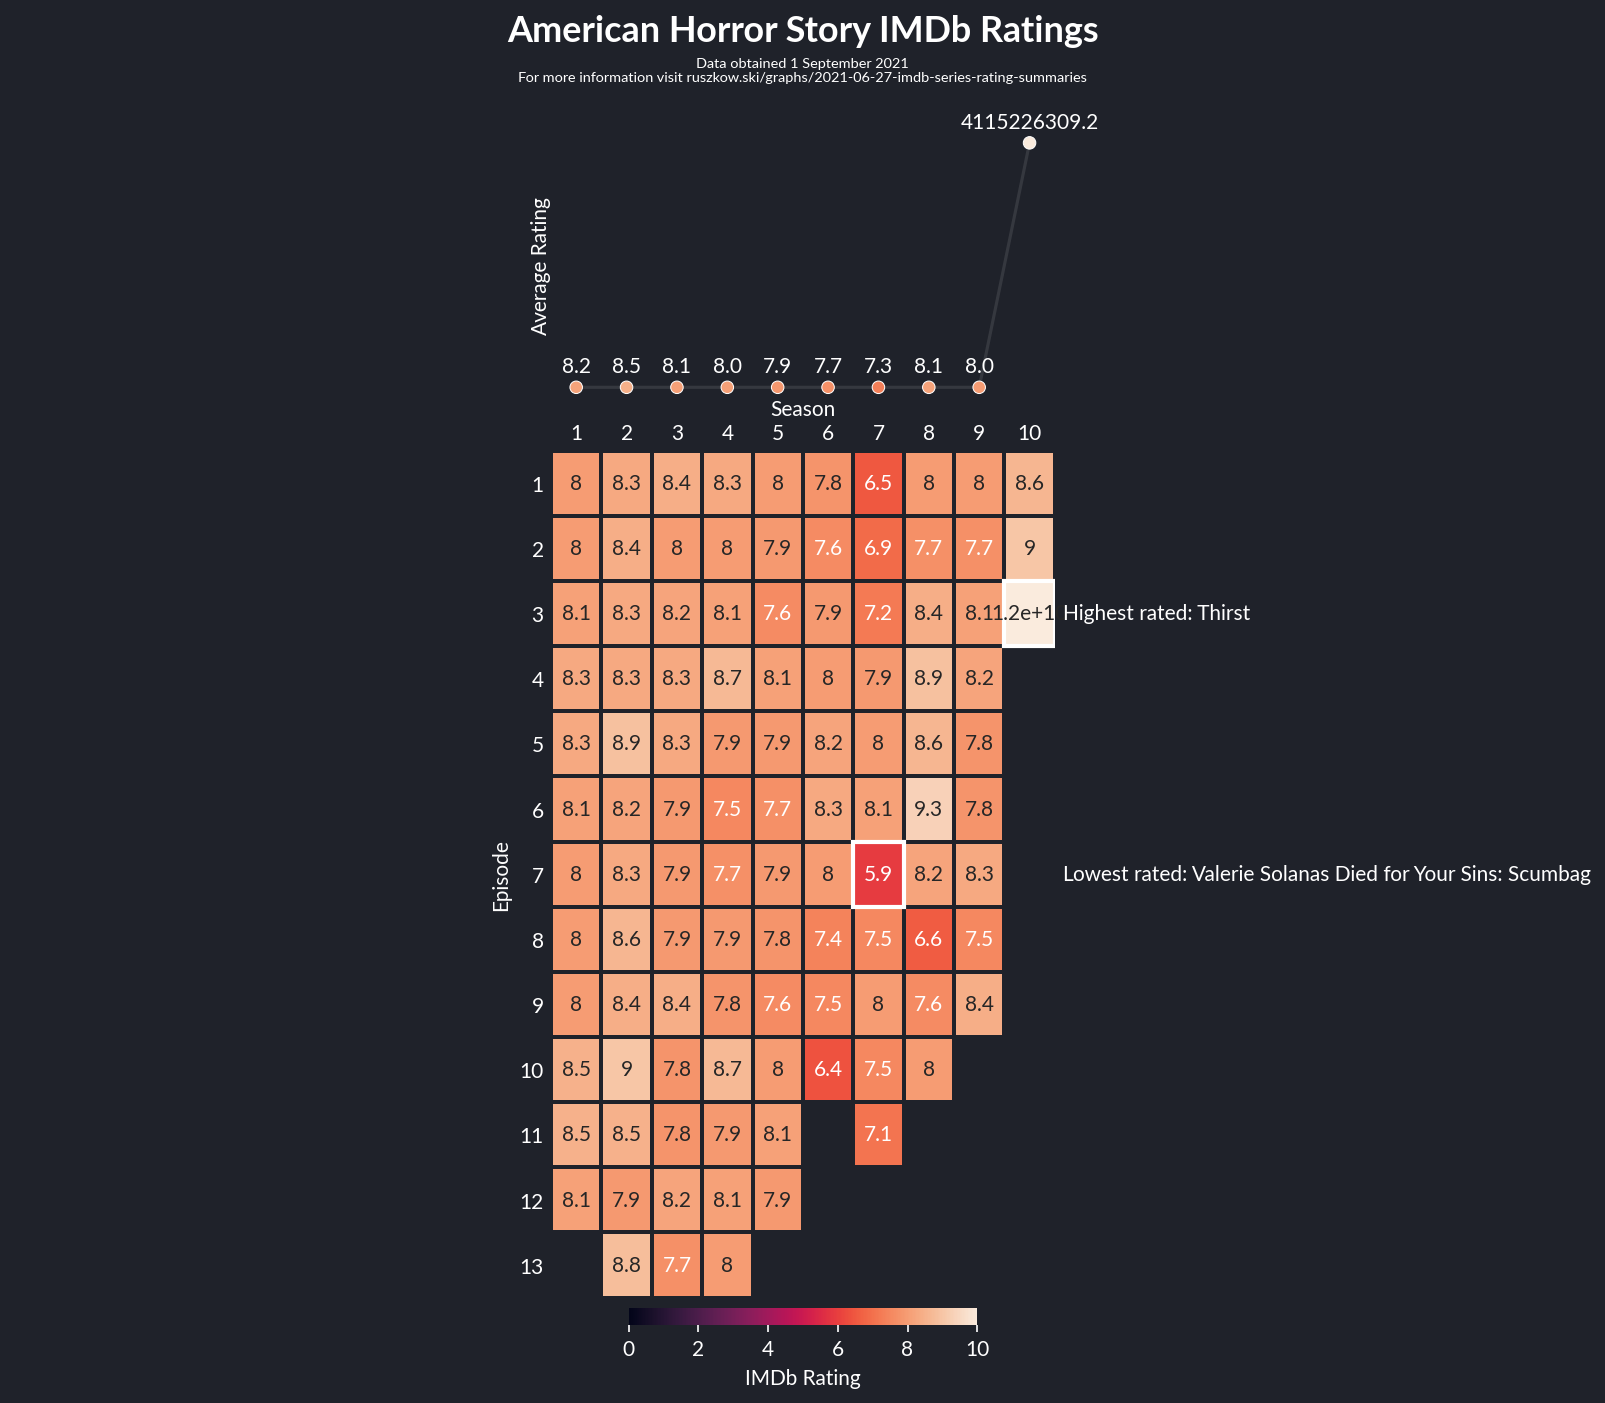 American Horror Story IMDb Ratings
Data obtained 1 September 2021
For more information visit ruszkow.ski/graphs/2021-06-27-imdb-series-rating-summaries
4115226309.2
Average Rating
8.2 8.5 8.1 8.0 7.9 7.7 7.3 8.1 8.0
Season
1 2 3 4 5 6 7 8 9 10
1 8 8.3 8.4 8.3 8 7.8 6.5 8 8 8.6
2 8 8.4 8 8 7.9 7.6 6.9 7.7 7.7 9
3 8.1 8.3 8.2 8.1 7.6 7.9 7.2 8.4 8.1 1.2e+1 Highest rated: Thirst
4 8.3 8.3 8.3 8.7 8.1 8 7.9 8.9 8.2
5 8.3 8.9 8.3 7.9 7.9 8.2 8 8.6 7.8
6 8.1 8.2 7.9 7.5 7.7 8.3 8.1 9.3 7.8
Episode
7 8 8.3 7.9 7.7 7.9 8 5.9 8.2 8.3 Lowest rated: Valerie Solanas Died for Your Sins: Scumbag
8 8 8.6 7.9 7.9 7.8 7.4 7.5 6.6 7.5
9 8 8.4 8.4 7.8 7.6 7.5 8 7.6 8.4
10 8.5 9 7.8 8.7 8 6.4 7.5 8
11 8.5 8.5 7.8 7.9 8.1 7.1
12 8.1 7.9 8.2 8.1 7.9
13 8.8 7.7 8
0 2 4 6 8 10
IMDb Rating